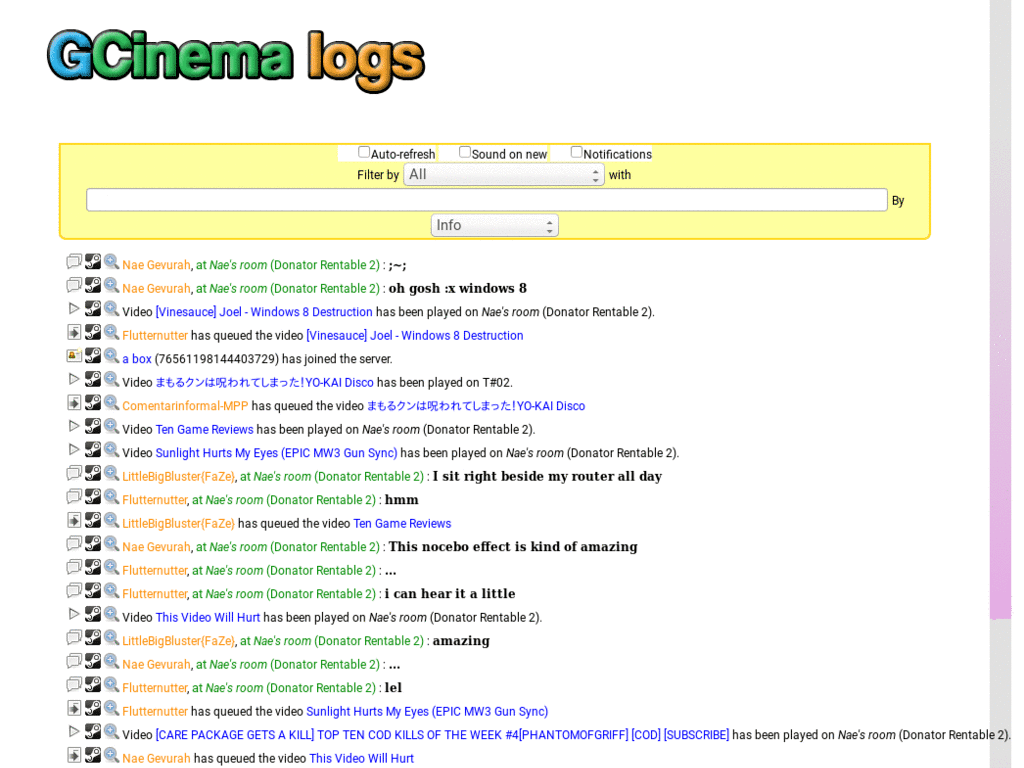 GCinema logs
Auto-refresh Sound on new Notifications
Filter by All with
By
Info
Nae Gevurah, at Nae's room (Donator Rentable 2) : ;~;
Nae Gevurah, at Nae's room (Donator Rentable 2) : oh gosh :x windows 8
Video [Vinesauce] Joel - Windows 8 Destruction has been played on Nae's room (Donator Rentable 2).
Flutternutter has queued the video [Vinesauce] Joel - Windows 8 Destruction
a box (76561198144403729) has joined the server.
Video まもるクンは呪われてしまった!YO-KAI Disco has been played on T#02.
Comentarinformal-MPP has queued the video まもるクンは呪われてしまった!YO-KAI Disco
Video Ten Game Reviews has been played on Nae's room (Donator Rentable 2).
Video Sunlight Hurts My Eyes (EPIC MW3 Gun Sync) has been played on Nae's room (Donator Rentable 2).
LittleBigBluster{FaZe}, at Nae's room (Donator Rentable 2) : I sit right beside my router all day
Flutternutter, at Nae's room (Donator Rentable 2) : hmm
LittleBigBluster{FaZe} has queued the video Ten Game Reviews
Nae Gevurah, at Nae's room (Donator Rentable 2) : This nocebo effect is kind of amazing
Flutternutter, at Nae's room (Donator Rentable 2) : ...
Flutternutter, at Nae's room (Donator Rentable 2) : i can hear it a little
Video This Video Will Hurt has been played on Nae's room (Donator Rentable 2).
LittleBigBluster{FaZe}, at Nae's room (Donator Rentable 2) : amazing
Nae Gevurah, at Nae's room (Donator Rentable 2) : ...
Flutternutter, at Nae's room (Donator Rentable 2) : lel
Flutternutter has queued the video Sunlight Hurts My Eyes (EPIC MW3 Gun Sync)
Video [CARE PACKAGE GETS A KILL] TOP TEN COD KILLS OF THE WEEK #4[PHANTOMOFGRIFF] [COD] [SUBSCRIBE] has been played on Nae's room (Donator Rentable 2).
Nae Gevurah has queued the video This Video Will Hurt